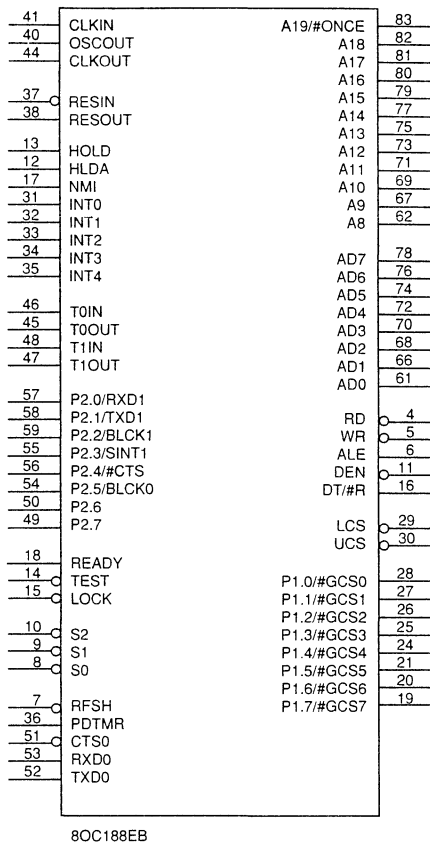 41 CLKIN
40 OSCOUT
44 CLKOUT
37 RESIN
38 RESOUT
13 HOLD
12 HLDA
17 NMI
31 INT0
32 INT1
33 INT2
34 INT3
35 INT4
46 T0IN
45 T0OUT
48 T1IN
47 T1OUT
57 P2.0/RXD1
58 P2.1/TXD1
59 P2.2/BLCK1
55 P2.3/SINT1
56 P2.4/#CTS
54 P2.5/BLCK0
50 P2.6
49 P2.7
18 READY
14 TEST
15 LOCK
10 S2
9 S1
8 S0
7 RFSH
36 PDTMR
51 CTS0
53 RXD0
52 TXD0
A19/#ONCE 83
A18 82
A17 81
A16 80
A15 79
A14 77
A13 75
A12 73
A11 71
A10 69
A9 67
A8 62
AD7 78
AD6 76
AD5 74
AD4 72
AD3 70
AD2 68
AD1 66
AD0 61
RD 4
WR 5
ALE 6
DEN 11
DT/#R 16
LCS 29
UCS 30
P1.0/#GCS0 28
P1.1/#GCS1 27
P1.2/#GCS2 26
P1.3/#GCS3 25
P1.4/#GCS4 24
P1.5/#GCS5 21
P1.6/#GCS6 20
P1.7/#GCS7 19
80C188EB